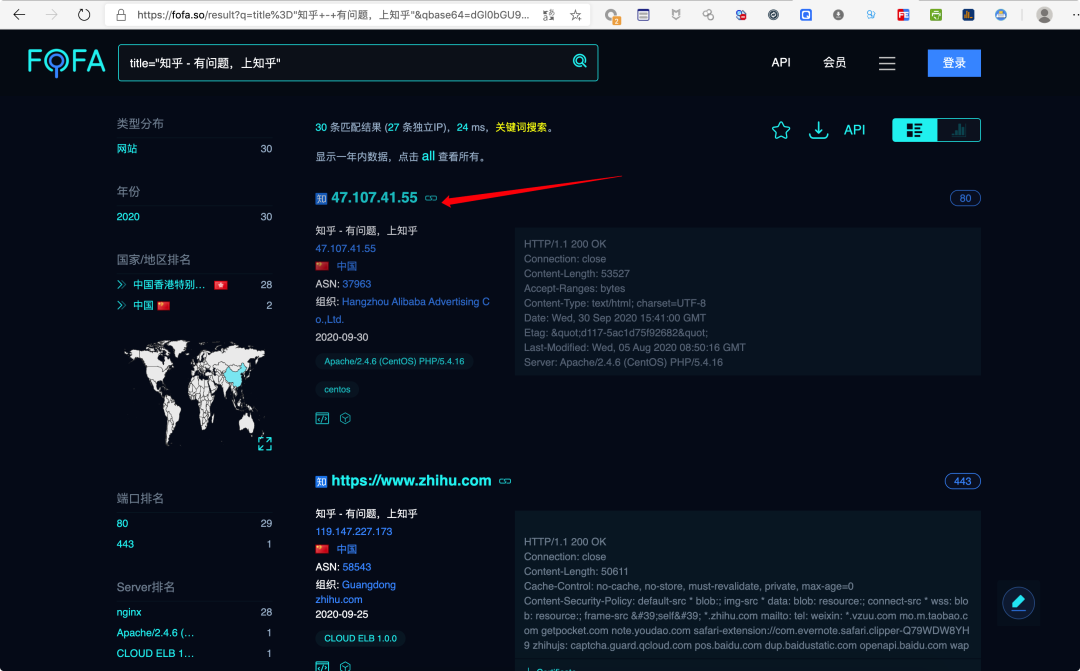 https://fofa.so/result?q=title%3D"知乎+-+有问题，上知乎"&qbase64=dGl0bGU9...
2
FE
FOFA
title="知乎 - 有问题，上知乎"
API
会员
登录
类型分布
网站 30
年份
2020 30
国家/地区排名
中国香港特别... 28
中国 2
端口排名
80 29
443 1
Server排名
nginx 28
Apache/2.4.6 (... 1
CLOUD ELB 1... 1
30 条匹配结果 (27 条独立IP)，24 ms，关键词搜索。
显示一年内数据，点击 all 查看所有。
API
知 47.107.41.55
80
知乎 - 有问题，上知乎
47.107.41.55
中国
ASN: 37963
组织: Hangzhou Alibaba Advertising C
o.,Ltd.
2020-09-30
Apache/2.4.6 (CentOS) PHP/5.4.16
centos
HTTP/1.1 200 OK
Connection: close
Content-Length: 53527
Accept-Ranges: bytes
Content-Type: text/html; charset=UTF-8
Date: Wed, 30 Sep 2020 15:41:00 GMT
Etag: &quot;d117-5ac1d75f92682&quot;
Last-Modified: Wed, 05 Aug 2020 08:50:16 GMT
Server: Apache/2.4.6 (CentOS) PHP/5.4.16
知 https://www.zhihu.com
443
知乎 - 有问题，上知乎
119.147.227.173
中国
ASN: 58543
组织: Guangdong
zhihu.com
2020-09-25
CLOUD ELB 1.0.0
HTTP/1.1 200 OK
Connection: close
Content-Length: 50611
Cache-Control: no-cache, no-store, must-revalidate, private, max-age=0
Content-Security-Policy: default-src * blob:; img-src * data: blob: resource:; connect-src * wss: blo
b: resource:; frame-src &#39;self&#39; *.zhihu.com mailto: tel: weixin: *.vzuu.com mo.m.taobao.c
om getpocket.com note.youdao.com safari-extension://com.evernote.safari.clipper-Q79WDW8YH
9 zhihujs: captcha.guard.qcloud.com pos.baidu.com dup.baidustatic.com openapi.baidu.com wap